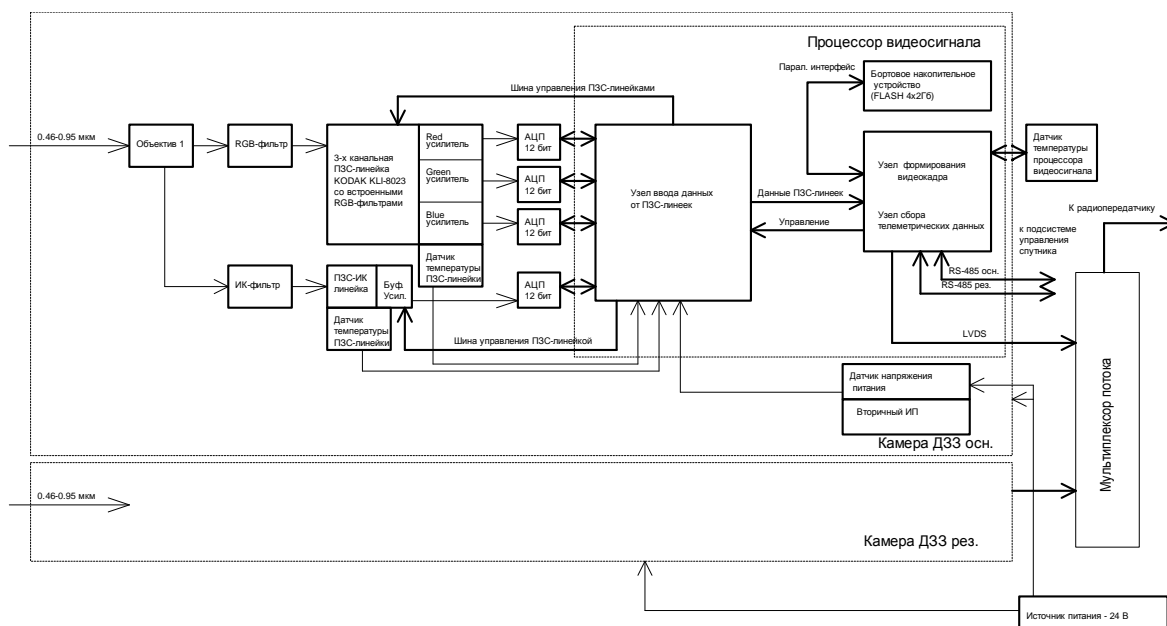 Процессор видеосигнала
Парал. интерфейс
Бортовое накопительное
устройство
(FLASH 4x2Гб)
Шина управления ПЗС-линейками
0.46-0.95 мкм
Объектив 1
RGB-фильтр
3-х канальная
ПЗС-линейка
KODAK KLI-8023
со встроенными
RGB-фильтрами
Red
усилитель
Green
усилитель
Blue
усилитель
АЦП
12 бит
АЦП
12 бит
АЦП
12 бит
Узел ввода данных
от ПЗС-линеек
Данные ПЗС-линеек
Управление
Узел формирования
видеокадра
Узел сбора
телеметрических данных
Датчик
температуры
процессора
видеосигнала
К радиопередатчику
к подсистеме
управления
спутника
RS-485 осн.
RS-485 рез.
LVDS
Датчик
температуры
ПЗС-линейки
ИК-фильтр
ПЗС-ИК
линейка
Буф.
Усил.
АЦП
12 бит
Датчик
температуры
ПЗС-линейки
Шина управления ПЗС-линейкой
Датчик напряжения
питания
Вторичный ИП
Камера ДЗЗ осн.
Мультиплексор потока
0.46-0.95 мкм
Камера ДЗЗ рез.
Источник питания - 24 В